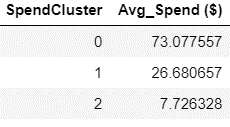 SpendCluster Avg_Spend ($)
0 73.077557
1 26.680657
2 7.726328